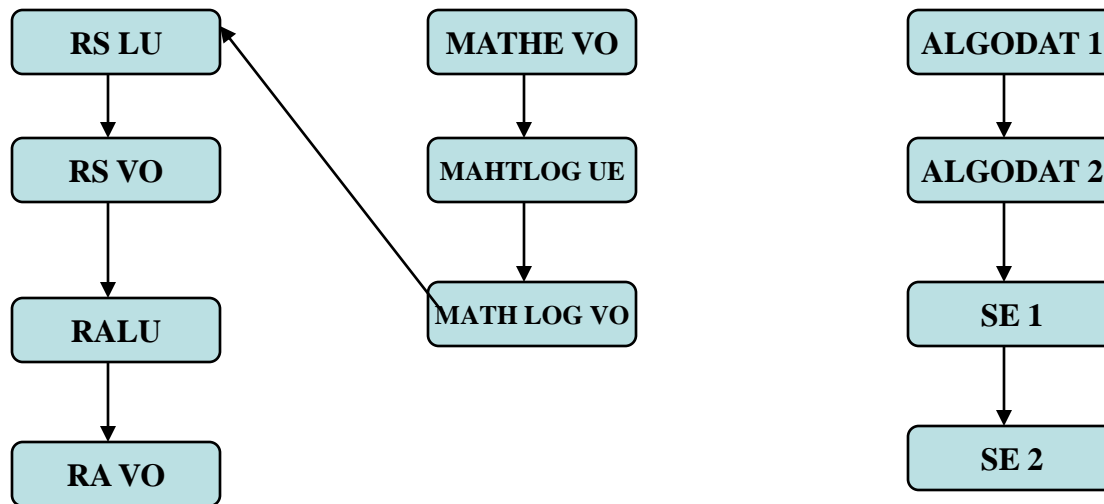 RS LU
MATHE VO
ALGODAT 1
RS VO
MAHTLOG UE
ALGODAT 2
RALU
MATH LOG VO
SE 1
RA VO
SE 2